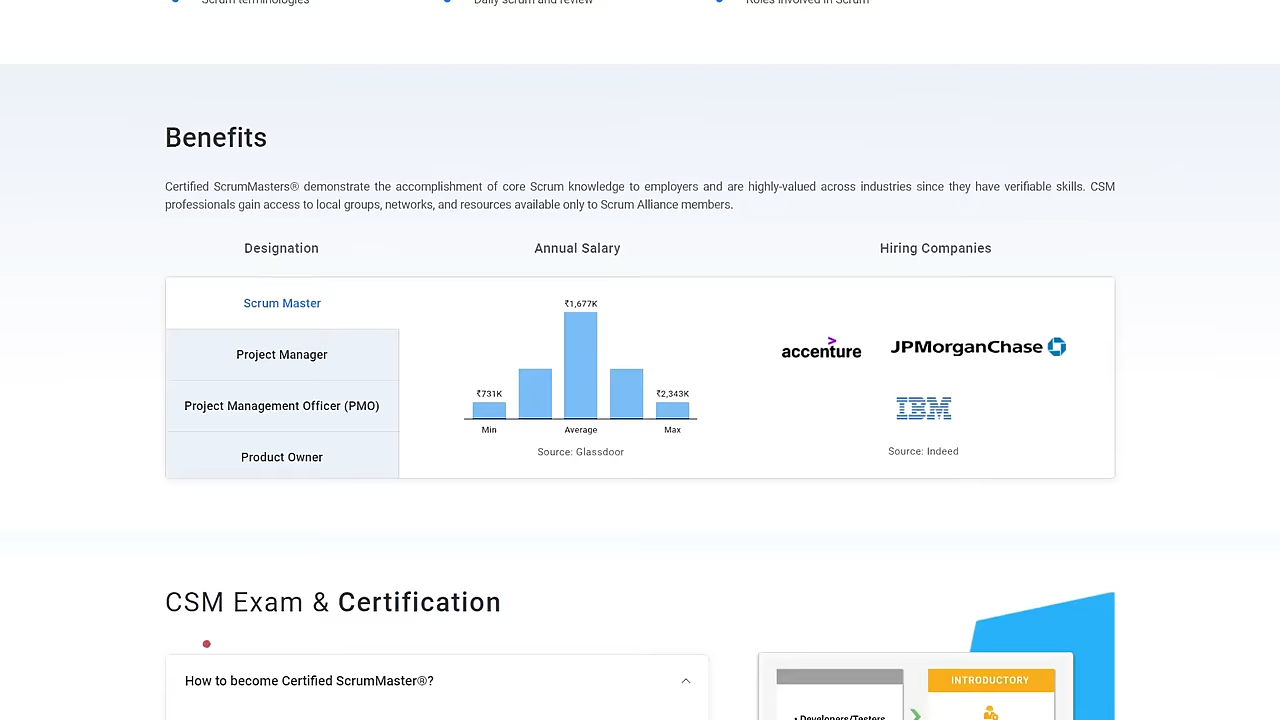 Scrum terminologies
Daily scrum and review
Roles involved in Scrum
Benefits
Certified ScrumMasters® demonstrate the accomplishment of core Scrum knowledge to employers and are highly-valued across industries since they have verifiable skills. CSM
professionals gain access to local groups, networks, and resources available only to Scrum Alliance members.
Designation
Annual Salary
Hiring Companies
Scrum Master
Project Manager
Project Management Officer (PMO)
Product Owner
₹1,677K
₹731K
₹2,343K
Min
Average
Max
Source: Glassdoor
accenture
JPMorganChase
IBM
Source: Indeed
CSM Exam & Certification
How to become Certified ScrumMaster®?
INTRODUCTORY
• Developers/Testers